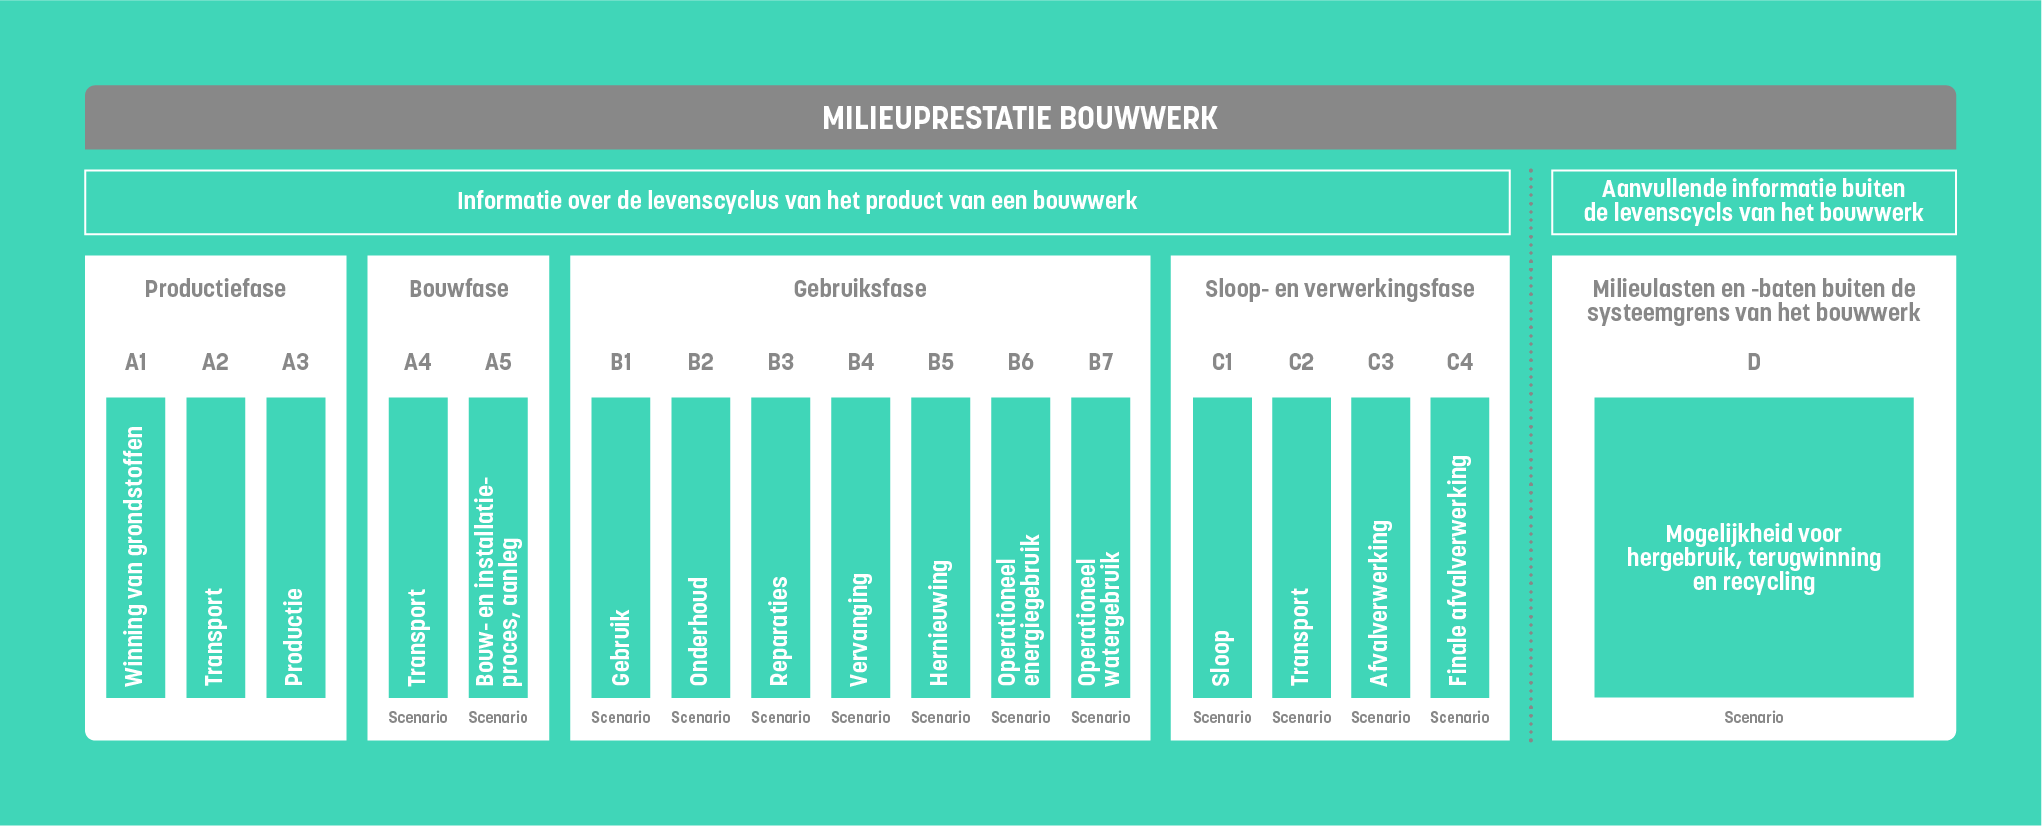 MILIEUPRESTATIE BOUWWERK
Informatie over de levenscyclus van het product van een bouwwerk
Aanvullende informatie buiten
de levenscycls van het bouwwerk
Productiefase
A1
A2
A3
Winning van grondstoffen
Transport
Productie
Bouwfase
A4
A5
Transport
Bouw- en installatie-
proces, aanleg
Scenario
Scenario
Gebruiksfase
B1
B2
B3
B4
B5
B6
B7
Gebruik
Onderhoud
Reparaties
Vervanging
Hernieuwing
Operationeel
energiegebruik
Operationeel
watergebruik
Scenario
Scenario
Scenario
Scenario
Scenario
Scenario
Scenario
Sloop- en verwerkingsfase
C1
C2
C3
C4
Sloop
Transport
Afvalverwerking
Finale afvalverwerking
Scenario
Scenario
Scenario
Scenario
Milieulasten en -baten buiten de
systeemgrens van het bouwwerk
D
Mogelijkheid voor
hergebruik, terugwinning
en recycling
Scenario